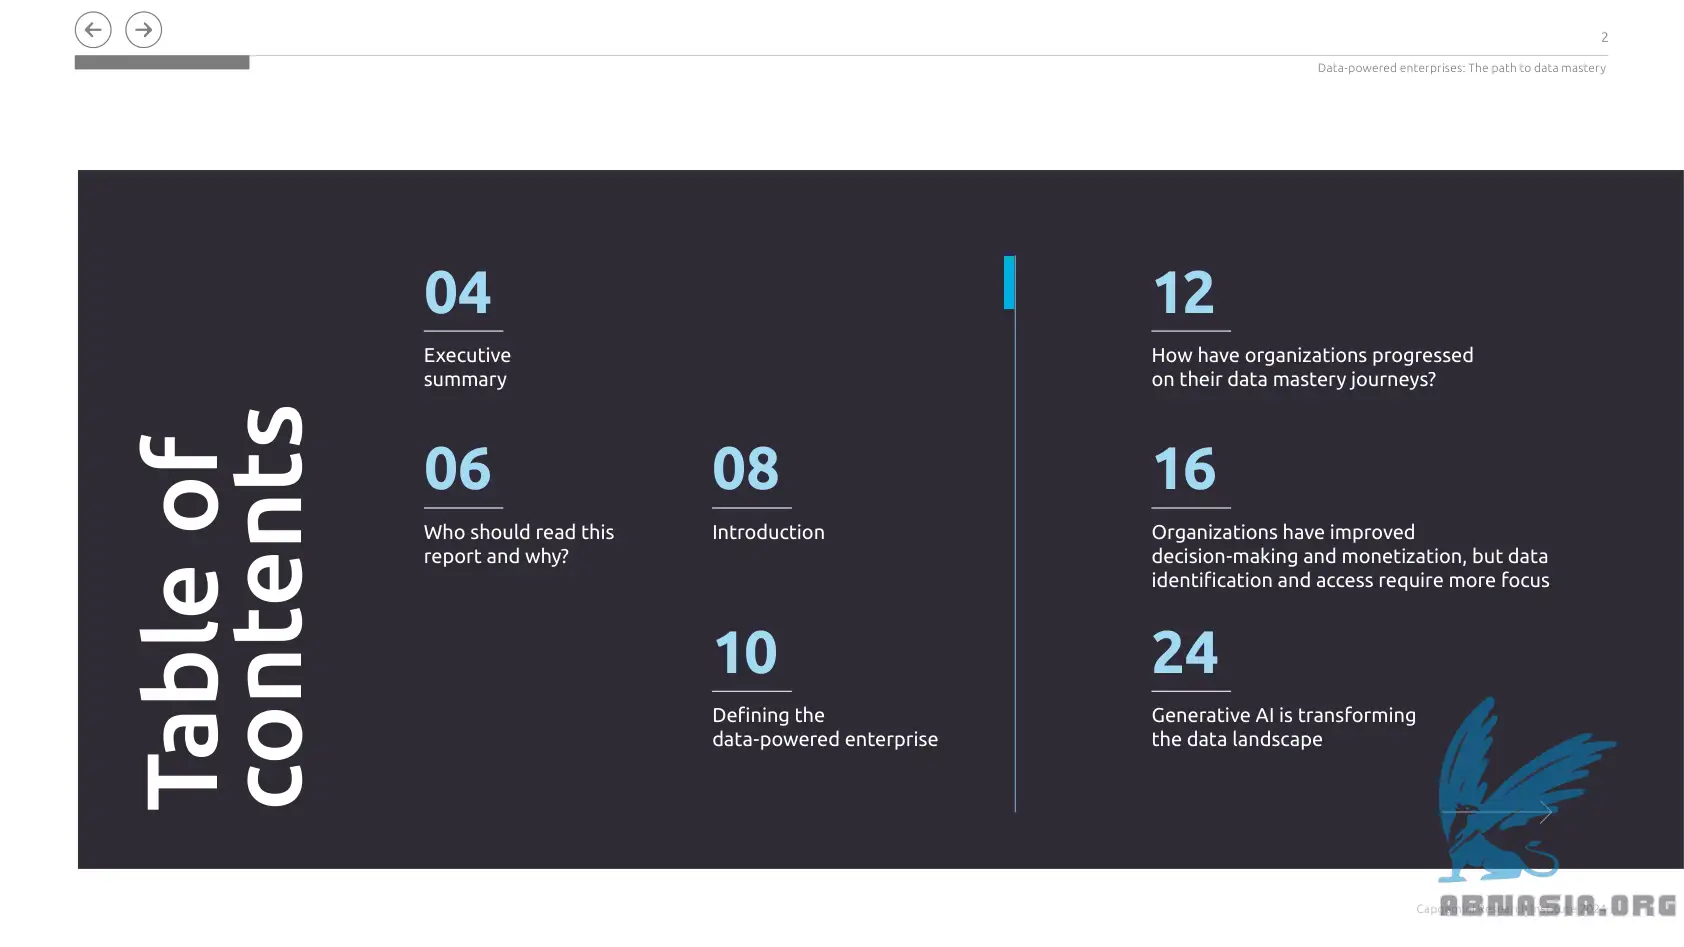 2
Data-powered enterprises: The path to data mastery
Table of
contents
04
Executive
summary
06
Who should read this
report and why?
08
Introduction
10
Defining the
data-powered enterprise
12
How have organizations progressed
on their data mastery journeys?
16
Organizations have improved
decision-making and monetization, but data
identification and access require more focus
24
Generative AI is transforming
the data landscape
ABNASIA.ORG